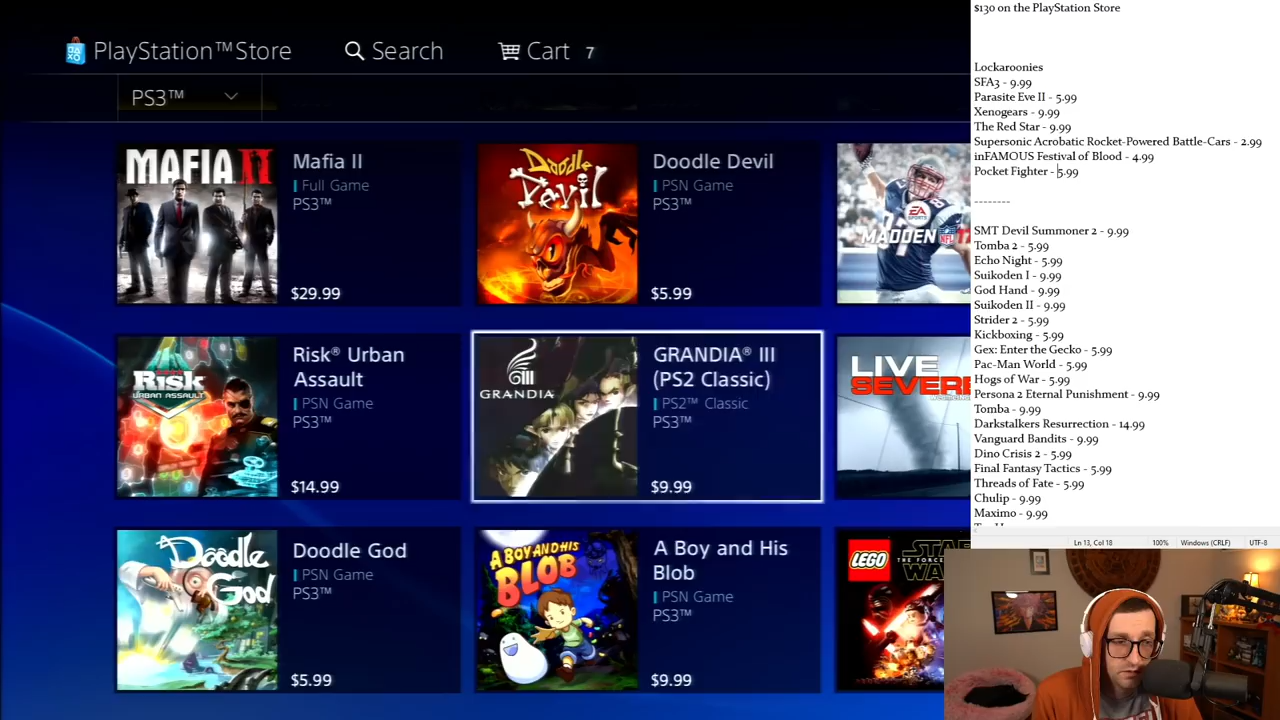 PlayStation™Store
Search
Cart 7
PS3™
MAFIA II
Mafia II
Full Game
PS3™
$29.99
Doodle Devil
Doodle Devil
PSN Game
PS3™
$5.99
EA
SPORTS
MADDEN
NFL
Risk
URBAN ASSAULT
Risk® Urban
Assault
PSN Game
PS3™
$14.99
GRANDIA
GRANDIA® III
(PS2 Classic)
PS2™ Classic
PS3™
$9.99
LIVE
SEVERE
Doodle God
Doodle God
PSN Game
PS3™
$5.99
A BOY AND HIS
BLOB
A Boy and His
Blob
PSN Game
PS3™
$9.99
LEGO
STAR
THE FORCE
WARS
$130 on the PlayStation Store
Lockaroonies
SFA3 - 9.99
Parasite Eve II - 5.99
Xenogears - 9.99
The Red Star - 9.99
Supersonic Acrobatic Rocket-Powered Battle-Cars - 2.99
inFAMOUS Festival of Blood - 4.99
Pocket Fighter - 5.99
--------
SMT Devil Summoner 2 - 9.99
Tomba 2 - 5.99
Echo Night - 5.99
Suikoden I - 9.99
God Hand - 9.99
Suikoden II - 9.99
Strider 2 - 5.99
Kickboxing - 5.99
Gex: Enter the Gecko - 5.99
Pac-Man World - 5.99
Hogs of War - 5.99
Persona 2 Eternal Punishment - 9.99
Tomba - 9.99
Darkstalkers Resurrection - 14.99
Vanguard Bandits - 9.99
Dino Crisis 2 - 5.99
Final Fantasy Tactics - 5.99
Threads of Fate - 5.99
Chulip - 9.99
Maximo - 9.99
Ln 13, Col 18
100%
Windows (CRLF)
UTF-8